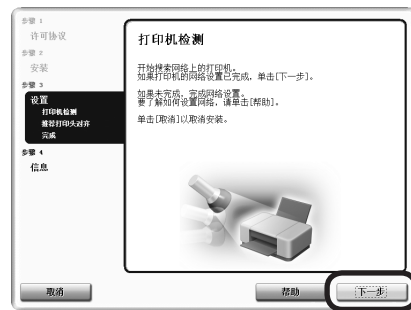 步骤 1
许可协议
步骤 2
安装
步骤 3
设置
打印机检测
推荐打印头对齐
完成
步骤 4
信息
打印机检测
开始搜索网络上的打印机。
如果打印机的网络设置已完成，单击[下一步]。
如果未完成，完成网络设置。
要了解如何设置网络，请单击[帮助]。
单击[取消]以取消安装。
取消
帮助
下一步